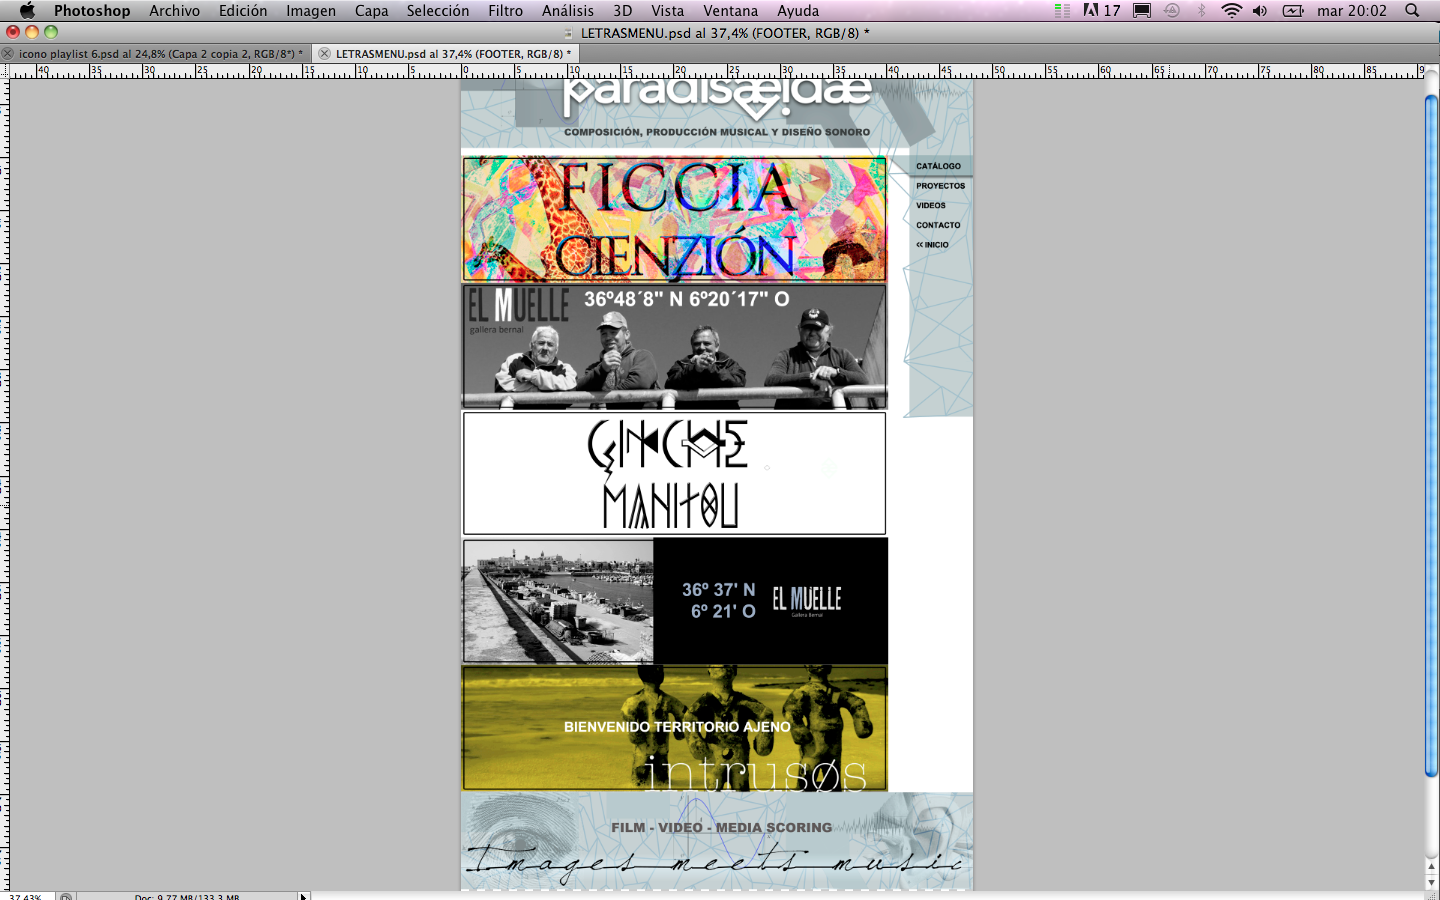 Photoshop Archivo Edición Imagen Capa Selección Filtro Análisis 3D Vista Ventana Ayuda 17 mar 20:02
LETRASMENU.psd al 37,4% (FOOTER, RGB/8) *
icono playlist 6.psd al 24,8% (Capa 2 copia 2, RGB/8*) * LETRASMENU.psd al 37,4% (FOOTER, RGB/8) *
40 35 30 25 20 15 10 5 0 5 10 15 20 25 30 35 40 45 50 55 60 65 70 75 80 85 9
paradisæidæ
COMPOSICIÓN, PRODUCCIÓN MUSICAL Y DISEÑO SONORO
CATÁLOGO
PROYECTOS
VIDEOS
CONTACTO
<< INICIO
FICCIA
CIENZIÓN
EL MUELLE
gallera bernal
36º48´8" N 6º20´17" O
CINCHE
MANITOU
36º 37' N
6º 21' O
EL MUELLE
Gallera Bernal
BIENVENIDO TERRITORIO AJENO
intrusøs
FILM - VIDEO - MEDIA SCORING
Images meets music
37,43% Doc: 9,77 MB/133,3 MB